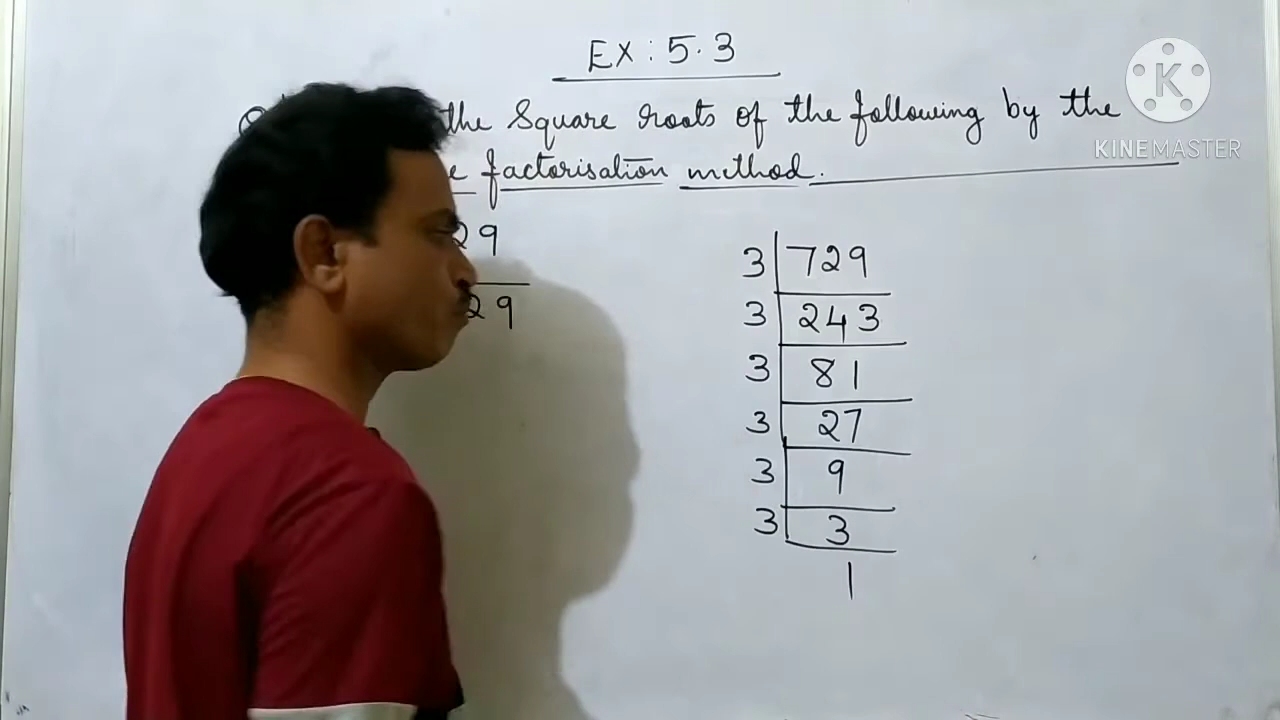 EX : 5.3
the Square roots of the following by the
factorisation method.
29
29
3 729
3 243
3 81
3 27
3 9
3 3
1
K
KINEMASTER